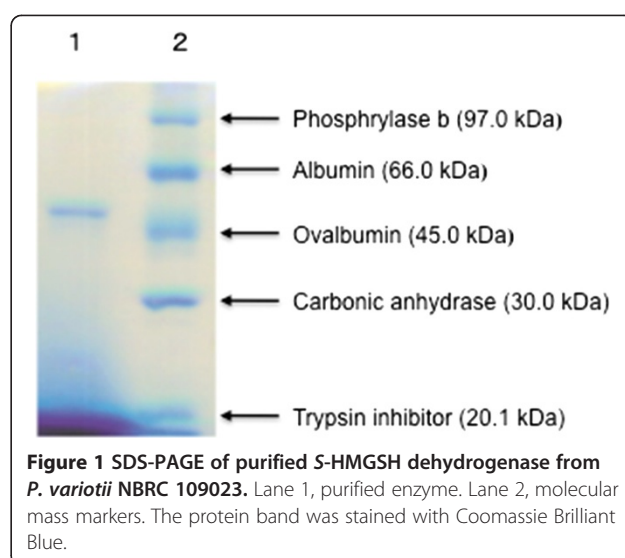 1 2
Phosphrylase b (97.0 kDa)
Albumin (66.0 kDa)
Ovalbumin (45.0 kDa)
Carbonic anhydrase (30.0 kDa)
Trypsin inhibitor (20.1 kDa)
Figure 1 SDS-PAGE of purified S-HMGSH dehydrogenase from
P. variotii NBRC 109023. Lane 1, purified enzyme. Lane 2, molecular
mass markers. The protein band was stained with Coomassie Brilliant
Blue.